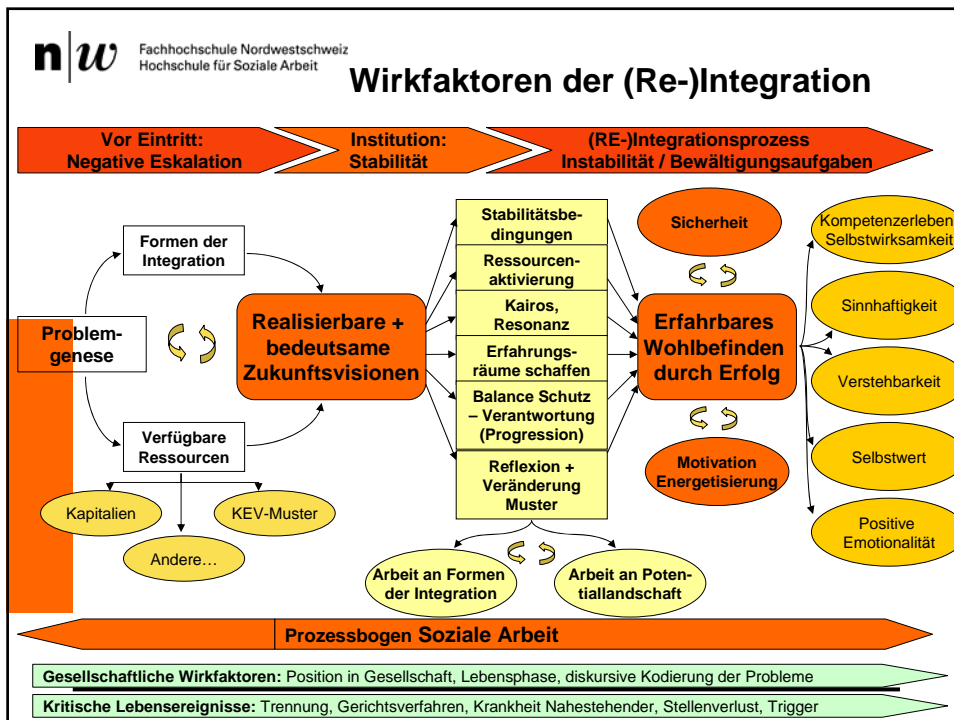 n|w
Fachhochschule Nordwestschweiz
Hochschule für Soziale Arbeit
Wirkfaktoren der (Re-)Integration
Vor Eintritt:
Negative Eskalation
Institution:
Stabilität
(RE-)Integrationsprozess
Instabilität / Bewältigungsaufgaben
Formen der
Integration
Problem-
genese
Verfügbare
Ressourcen
Kapitalien
KEV-Muster
Andere…
Realisierbare +
bedeutsame
Zukunftsvisionen
Stabilitätsbe-
dingungen
Ressourcen-
aktivierung
Kairos,
Resonanz
Erfahrungs-
räume schaffen
Balance Schutz
– Verantwortung
(Progression)
Reflexion +
Veränderung
Muster
Arbeit an Formen
der Integration
Arbeit an Poten-
tiallandschaft
Sicherheit
Erfahrbares
Wohlbefinden
durch Erfolg
Motivation
Energetisierung
Kompetenzerleben
Selbstwirksamkeit
Sinnhaftigkeit
Verstehbarkeit
Selbstwert
Positive
Emotionalität
Prozessbogen Soziale Arbeit
Gesellschaftliche Wirkfaktoren: Position in Gesellschaft, Lebensphase, diskursive Kodierung der Probleme
Kritische Lebensereignisse: Trennung, Gerichtsverfahren, Krankheit Nahestehender, Stellenverlust, Trigger